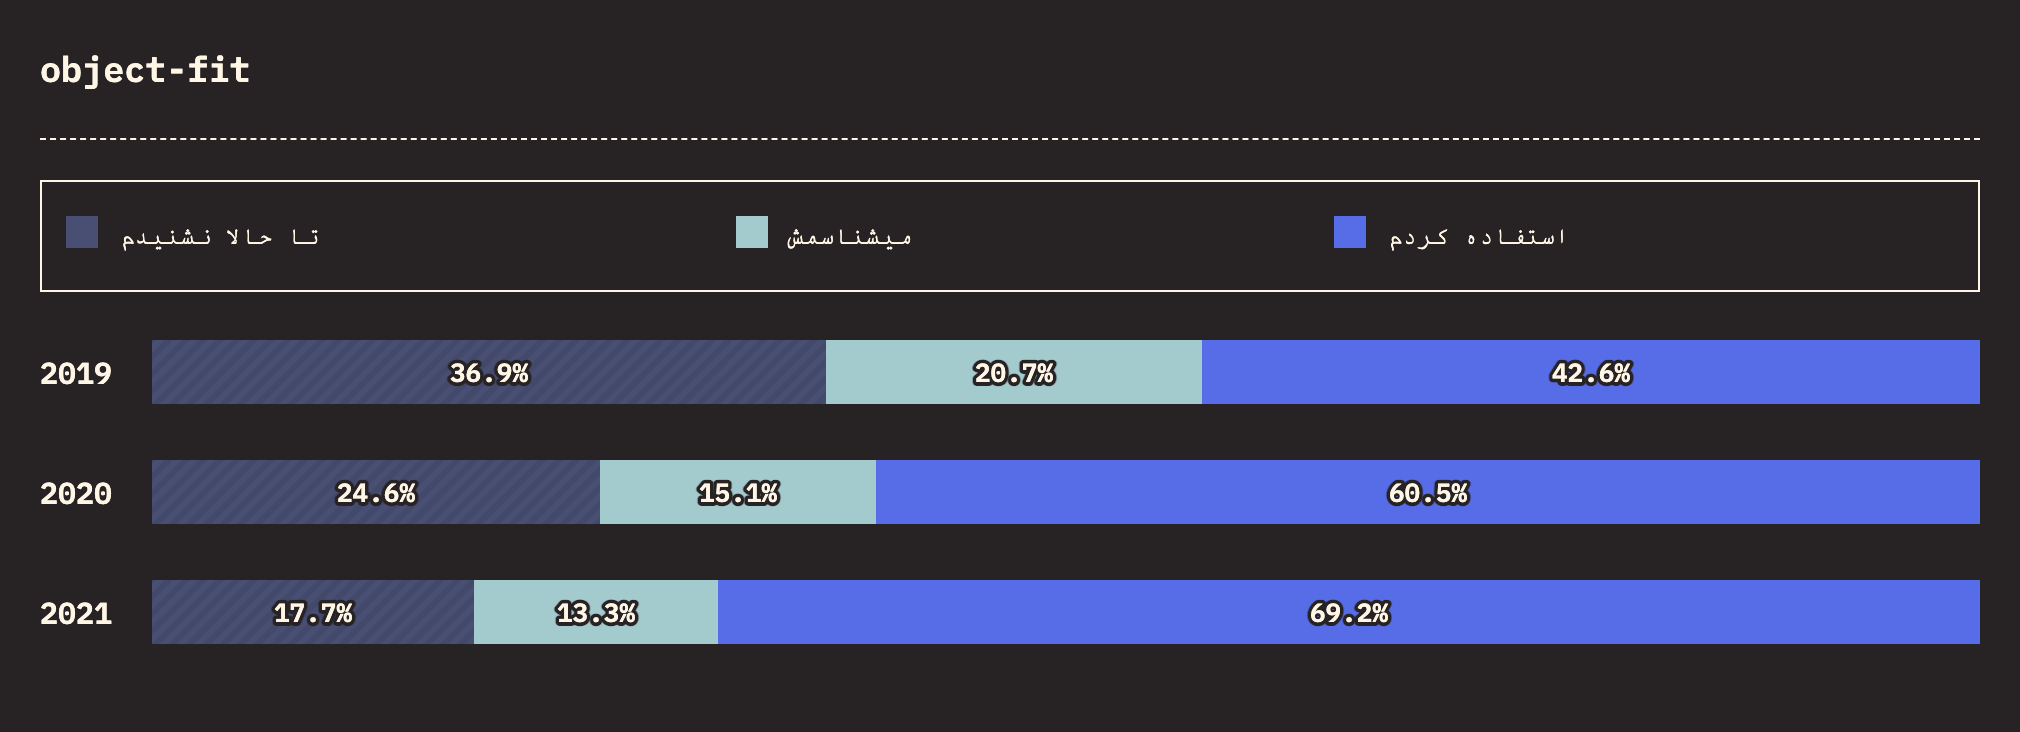 object-fit
تا حالا نشنیدم میشناسمش استفاده کردم
2019 36.9% 20.7% 42.6%
2020 24.6% 15.1% 60.5%
2021 17.7% 13.3% 69.2%